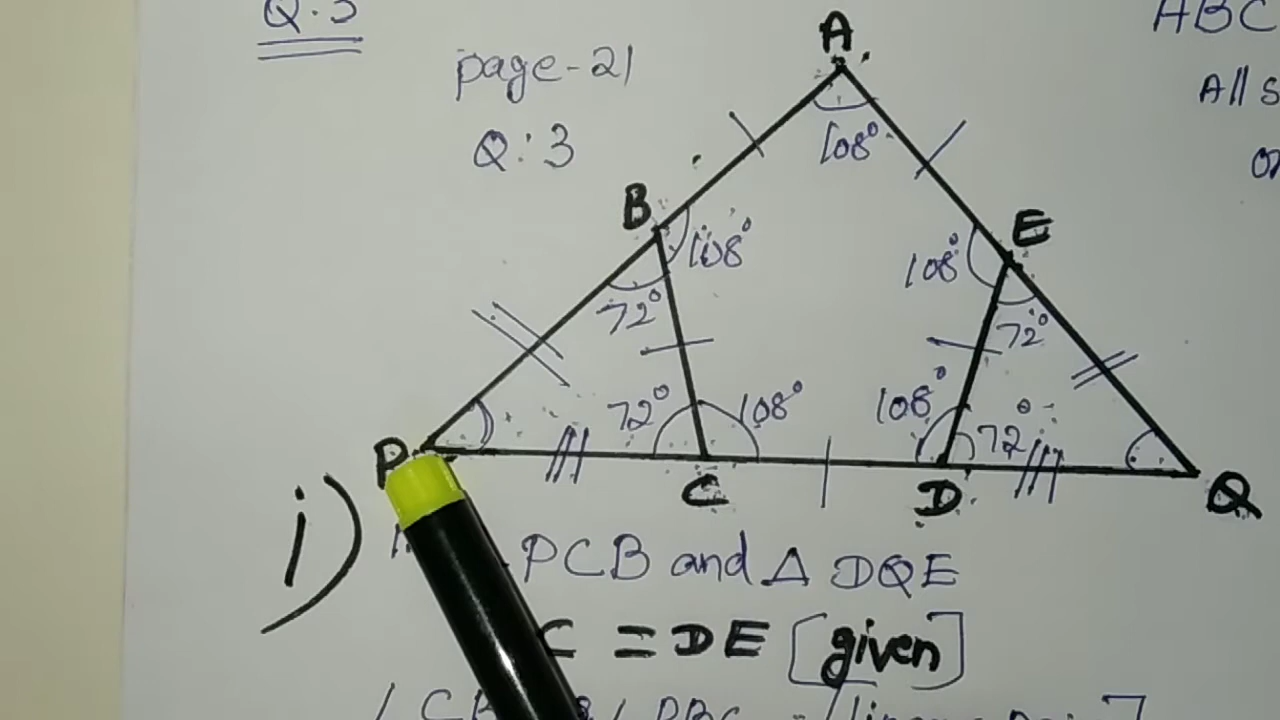 Q.3
page-21
Q:3
ABC
All s
A
108°
B
108°
E
108°
72°
72°
72°
108°
108°
72°
P
C
D
Q
i)
PCB and Δ DQE
C = DE [given]